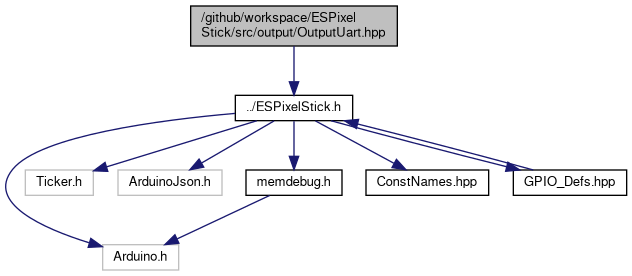 /github/workspace/ESPixel
Stick/src/output/OutputUart.hpp
../ESPixelStick.h
Ticker.h
ArduinoJson.h
memdebug.h
ConstNames.hpp
GPIO_Defs.hpp
Arduino.h